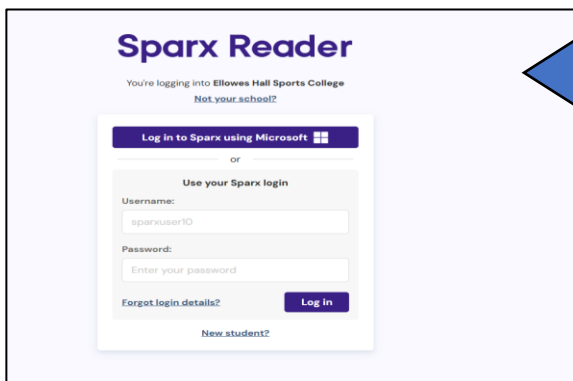 Sparx Reader
You're logging into Ellowes Hall Sports College
Not your school?
Log in to Sparx using Microsoft
or
Use your Sparx login
Username:
sparxuser10
Password:
Enter your password
Forgot login details?
Log in
New student?